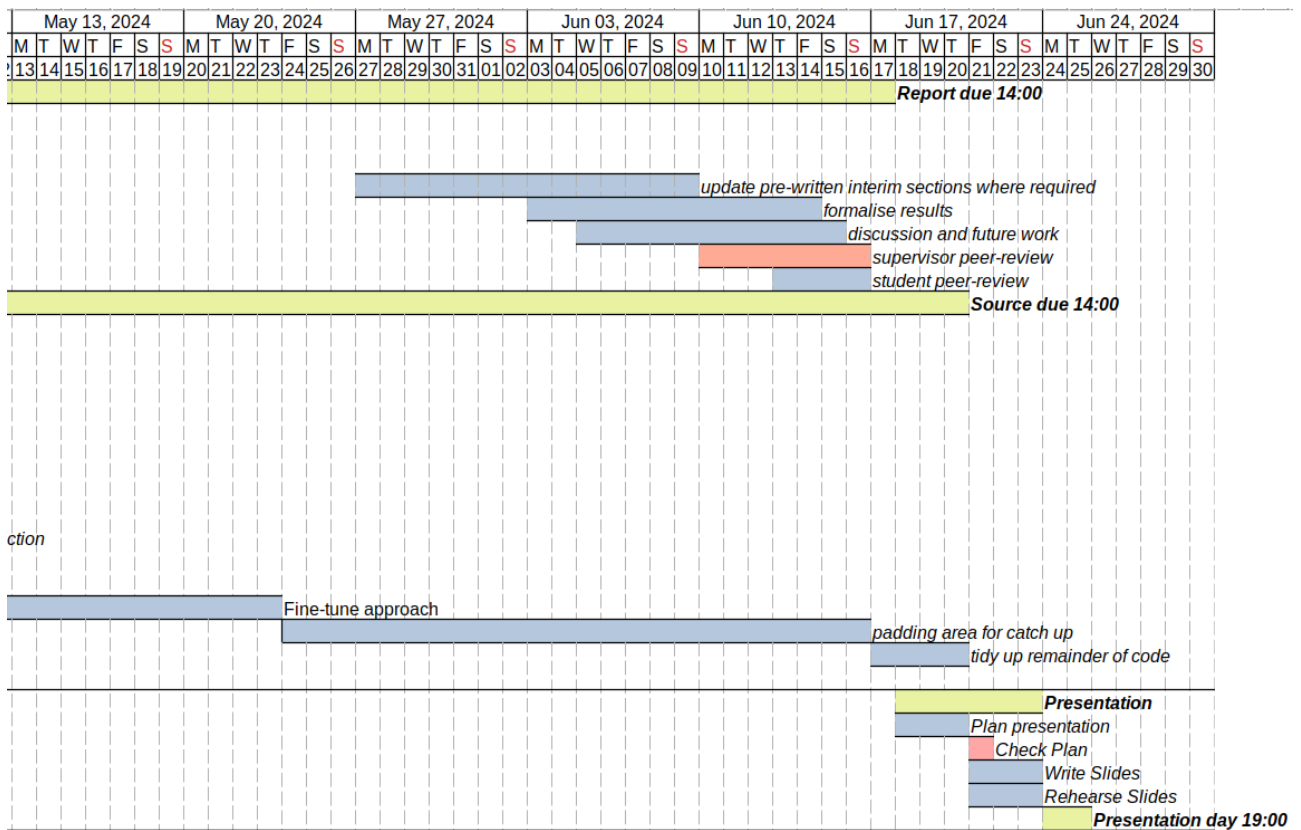 May 13, 2024 May 20, 2024 May 27, 2024 Jun 03, 2024 Jun 10, 2024 Jun 17, 2024 Jun 24, 2024
M T W T F S S M T W T F S S M T W T F S S M T W T F S S M T W T F S S M T W T F S S M T W T F S S
13 14 15 16 17 18 19 20 21 22 23 24 25 26 27 28 29 30 31 01 02 03 04 05 06 07 08 09 10 11 12 13 14 15 16 17 18 19 20 21 22 23 24 25 26 27 28 29 30
Report due 14:00
update pre-written interim sections where required
formalise results
discussion and future work
supervisor peer-review
student peer-review
Source due 14:00
ction
Fine-tune approach
padding area for catch up
tidy up remainder of code
Presentation
Plan presentation
Check Plan
Write Slides
Rehearse Slides
Presentation day 19:00